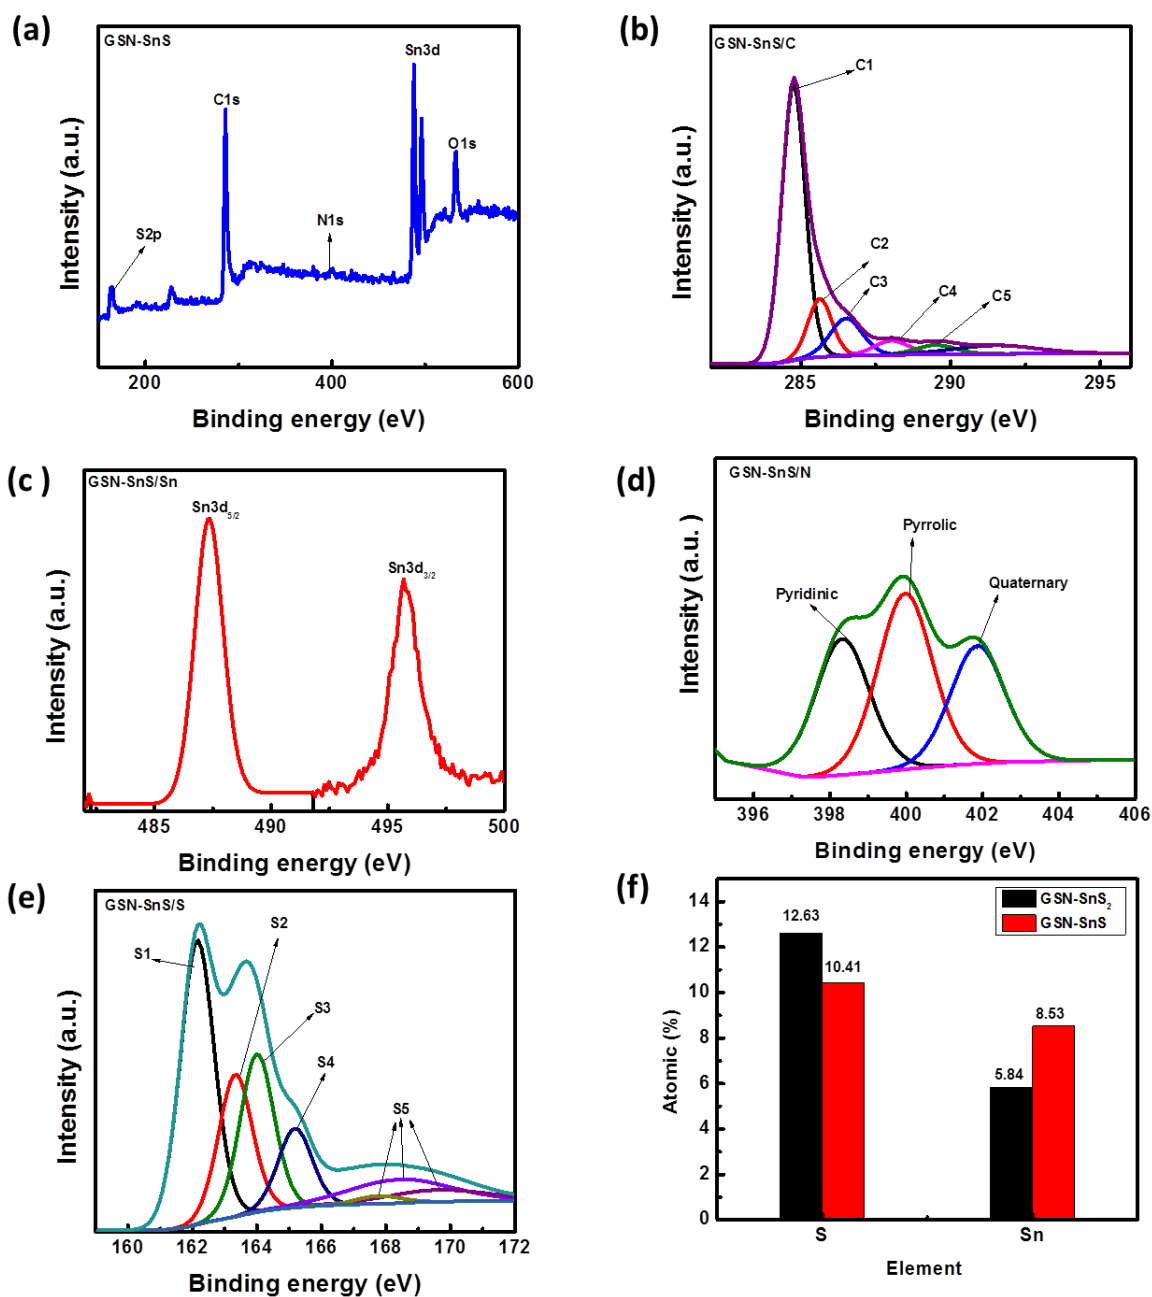 (a)
GSN-SnS
Sn3d
C1s
O1s
S2p
N1s
Intensity (a.u.)
200 400 600
Binding energy (eV)
(b)
GSN-SnS/C
C1
C2
C3
C4
C5
Intensity (a.u.)
285 290 295
Binding energy (eV)
(c )
GSN-SnS/Sn
Sn3d5/2
Sn3d3/2
Intensity (a.u.)
485 490 495 500
Binding energy (eV)
(d)
GSN-SnS/N
Pyrrolic
Pyridinic
Quaternary
Intensity (a.u.)
396 398 400 402 404 406
Binding energy (eV)
(e)
GSN-SnS/S
S1
S2
S3
S4
S5
Intensity (a.u.)
160 162 164 166 168 170 172
Binding energy (eV)
(f)
GSN-SnS2
GSN-SnS
14
12
10
8
6
4
2
0
12.63
10.41
8.53
5.84
Atomic (%)
S Sn
Element